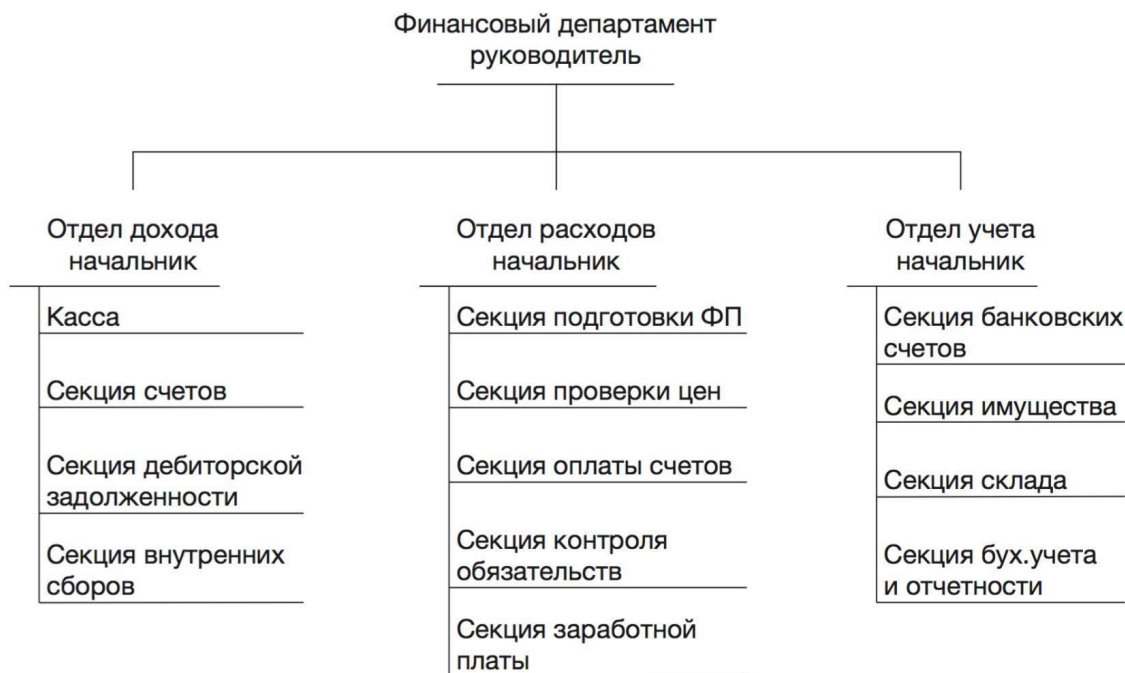 Финансовый департамент
руководитель
Отдел дохода
начальник
Касса
Секция счетов
Секция дебиторской
задолженности
Секция внутренних
сборов
Отдел расходов
начальник
Секция подготовки ФП
Секция проверки цен
Секция оплаты счетов
Секция контроля
обязательств
Секция заработной
платы
Отдел учета
начальник
Секция банковских
счетов
Секция имущества
Секция склада
Секция бух.учета
и отчетности